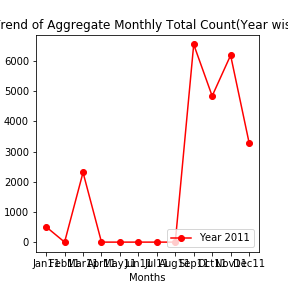 Trend of Aggregate Monthly Total Count(Year wis
6000
5000
4000
3000
2000
1000
0
Year 2011
Jan11 Feb11 Mar11 Apr11 May11 Jun11 Jul11 Aug11 Sep11 Oct11 Nov11 Dec11
Months